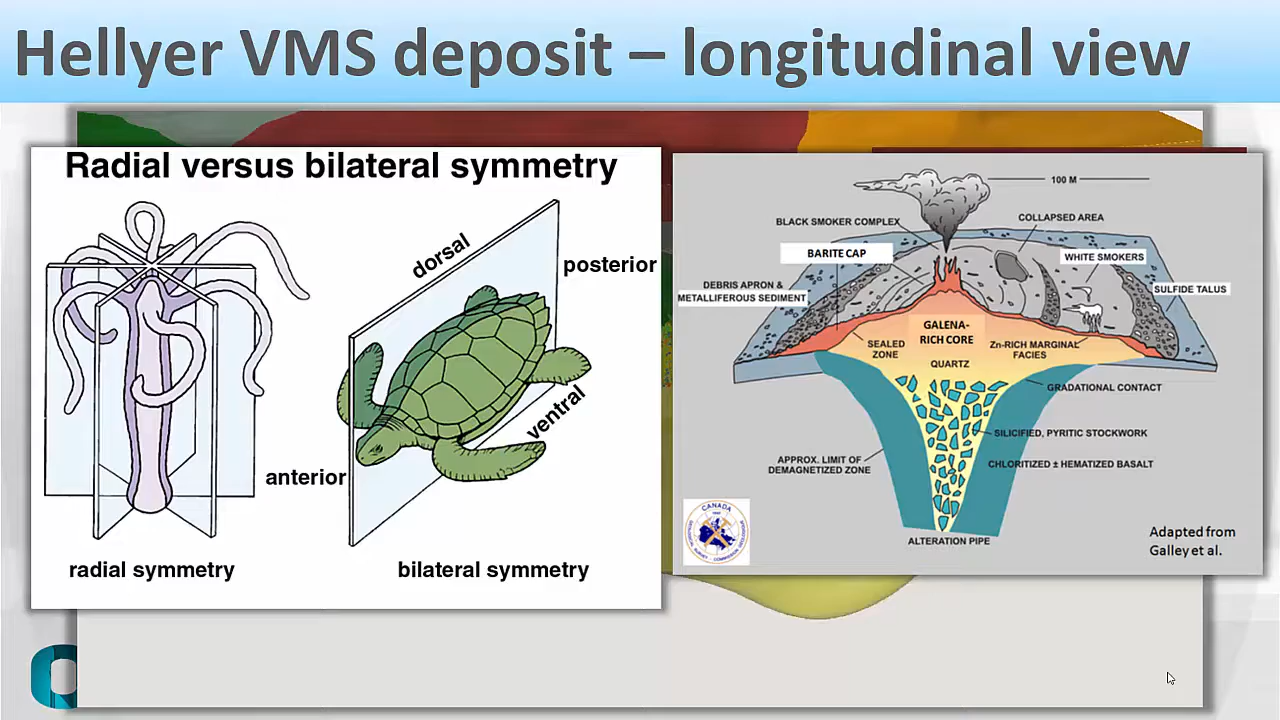 Hellyer VMS deposit – longitudinal view
Radial versus bilateral symmetry
dorsal
posterior
ventral
anterior
radial symmetry
bilateral symmetry
100 M
BLACK SMOKER COMPLEX
COLLAPSED AREA
BARITE CAP
WHITE SMOKERS
DEBRIS APRON &
METALLIFEROUS SEDIMENT
SULFIDE TALUS
GALENA-
RICH CORE
SEALED
ZONE
Zn-RICH MARGINAL
FACIES
QUARTZ
GRADATIONAL CONTACT
SILICIFIED, PYRITIC STOCKWORK
APPROX. LIMIT OF
DEMAGNETIZED ZONE
CHLORITIZED ± HEMATIZED BASALT
ALTERATION PIPE
CANADA
Adapted from
Galley et al.